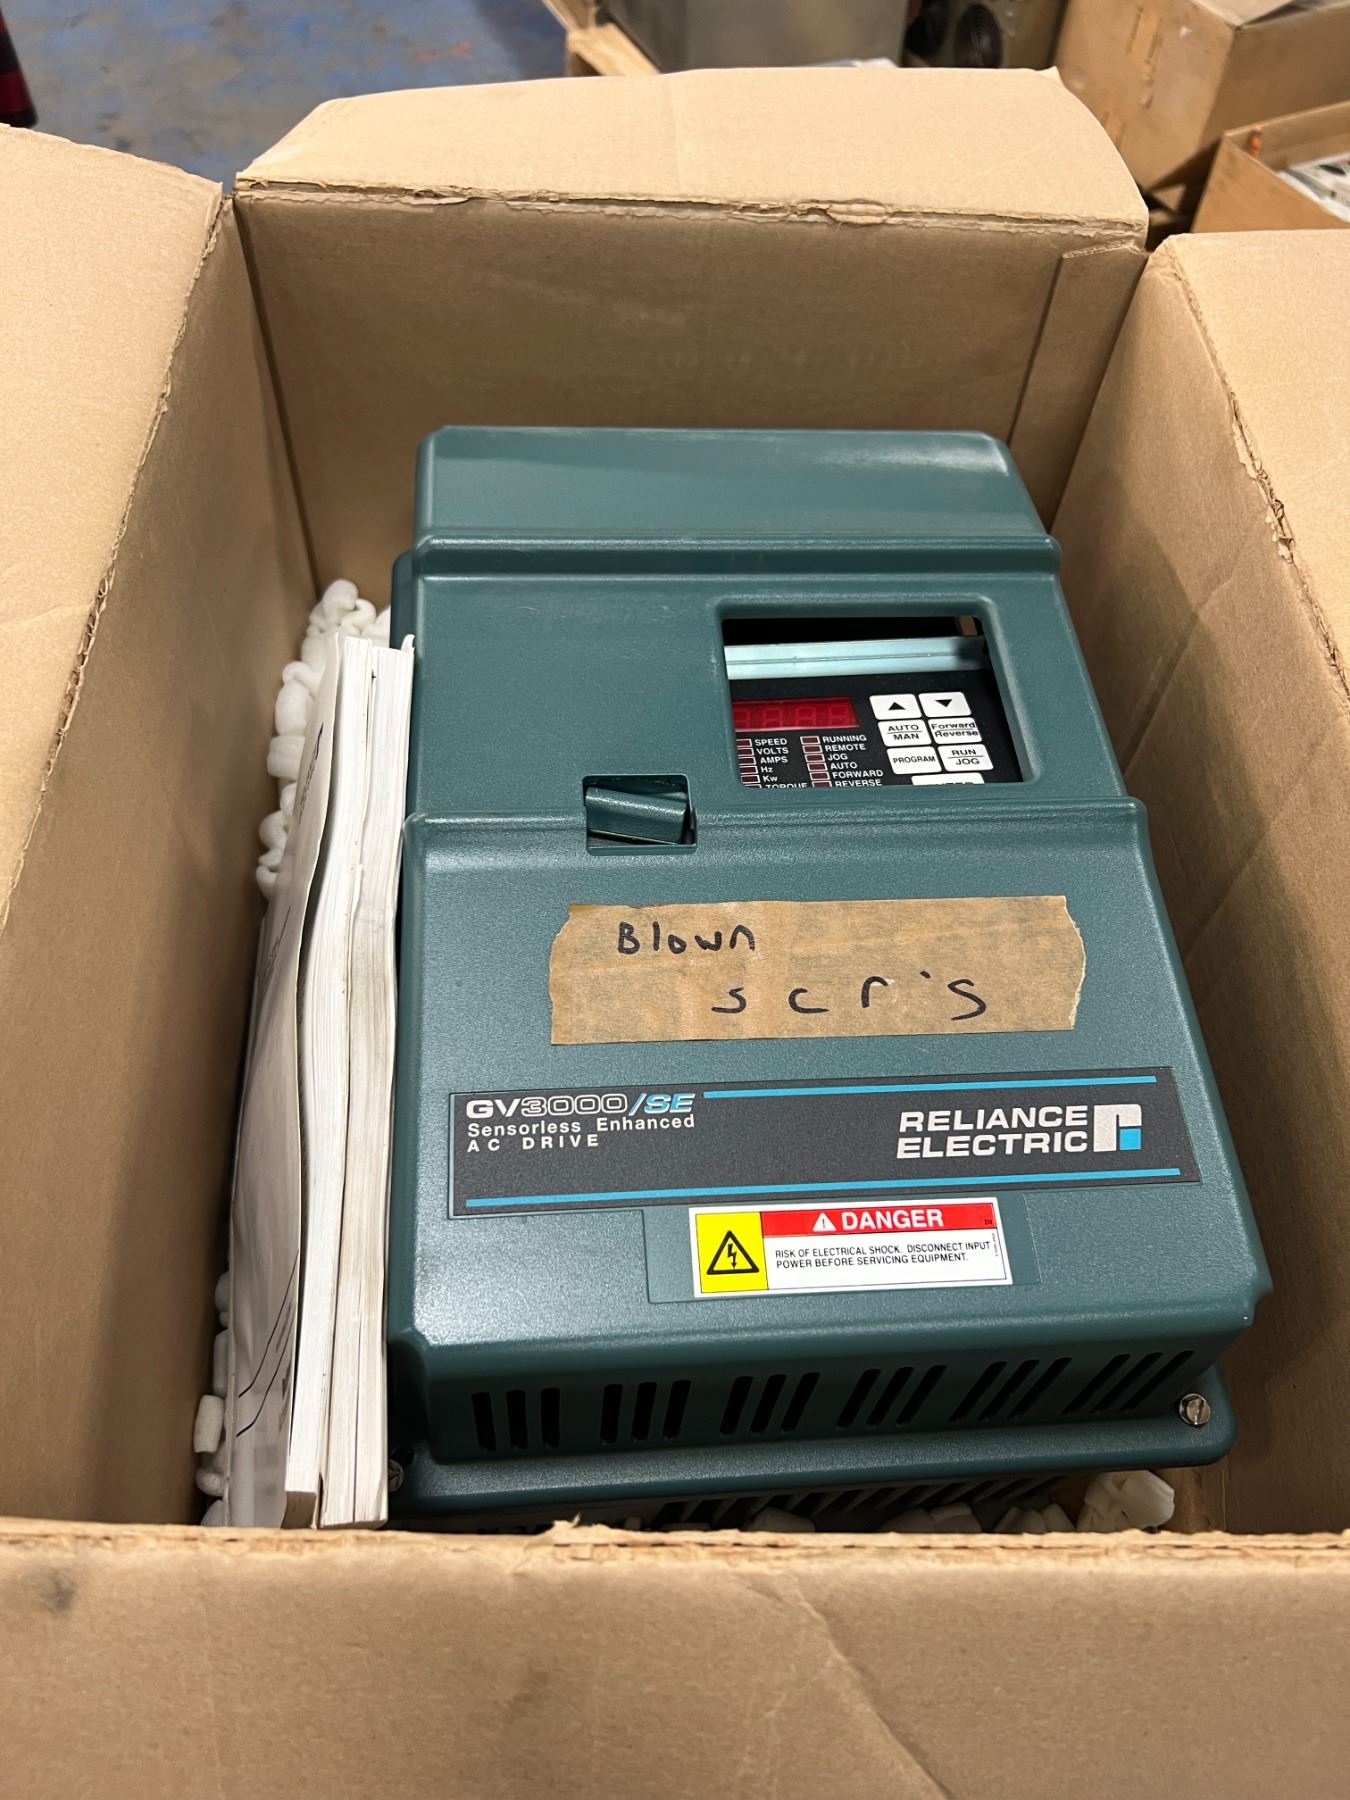 SPEED
VOLTS
AMPS
Hz
Kw
TORQUE
RUNNING
REMOTE
JOG
AUTO
FORWARD
REVERSE
AUTO
MAN
Forward
Reverse
PROGRAM
RUN
JOG
Blown
scr's
GV3000/SE
Sensorless Enhanced
AC DRIVE
RELIANCE
ELECTRIC
DANGER
RISK OF ELECTRICAL SHOCK. DISCONNECT INPUT
POWER BEFORE SERVICING EQUIPMENT.